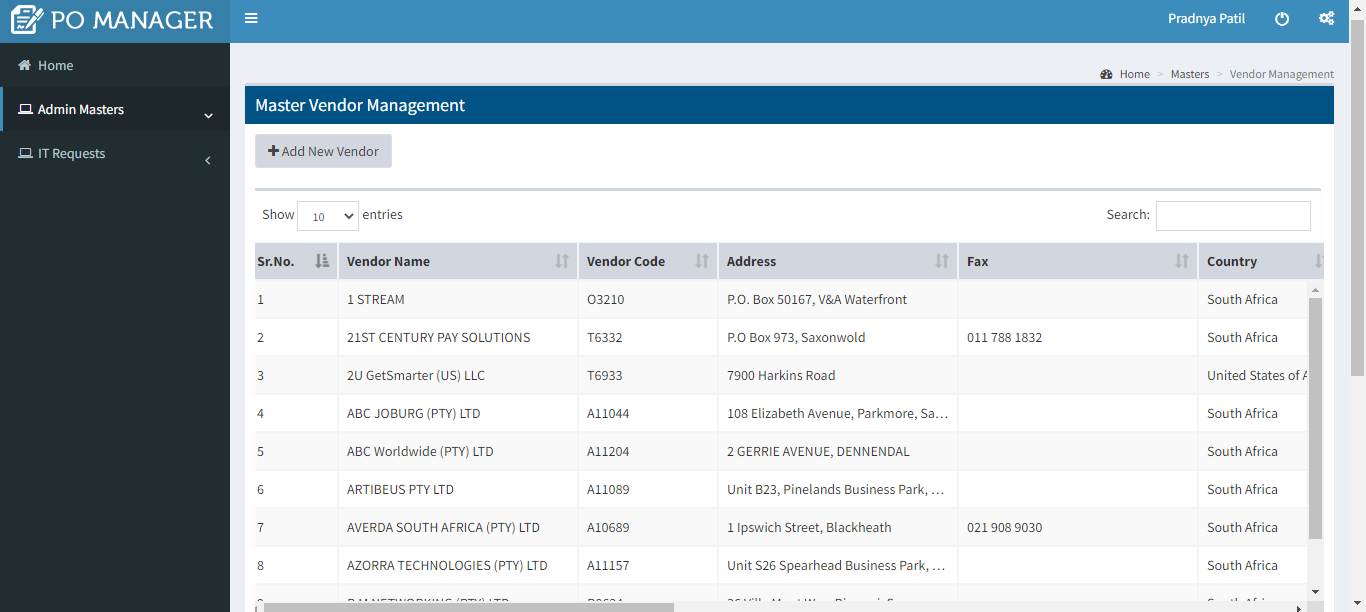 PO MANAGER
Pradnya Patil
Home
Admin Masters
IT Requests
Home > Masters > Vendor Management
Master Vendor Management
Add New Vendor
Show 10 entries
Search:
Sr.No. Vendor Name Vendor Code Address Fax Country
1 1 STREAM O3210 P.O. Box 50167, V&A Waterfront South Africa
2 21ST CENTURY PAY SOLUTIONS T6332 P.O Box 973, Saxonwold 011 788 1832 South Africa
3 2U GetSmarter (US) LLC T6933 7900 Harkins Road United States of A
4 ABC JOBURG (PTY) LTD A11044 108 Elizabeth Avenue, Parkmore, Sa... South Africa
5 ABC Worldwide (PTY) LTD A11204 2 GERRIE AVENUE, DENNENDAL South Africa
6 ARTIBEUS PTY LTD A11089 Unit B23, Pinelands Business Park, ... South Africa
7 AVERDA SOUTH AFRICA (PTY) LTD A10689 1 Ipswich Street, Blackheath 021 908 9030 South Africa
8 AZORRA TECHNOLOGIES (PTY) LTD A11157 Unit S26 Spearhead Business Park, ... South Africa